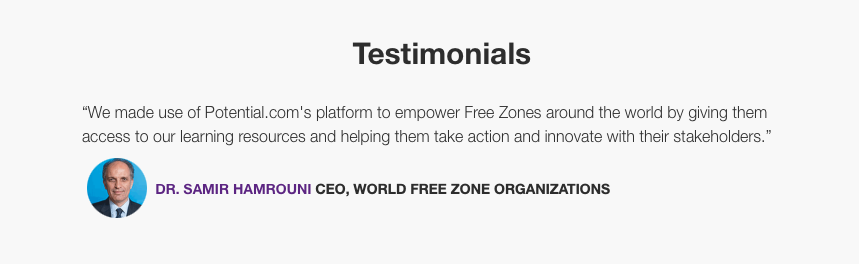 Testimonials
“We made use of Potential.com's platform to empower Free Zones around the world by giving them
access to our learning resources and helping them take action and innovate with their stakeholders.”
DR. SAMIR HAMROUNI CEO, WORLD FREE ZONE ORGANIZATIONS